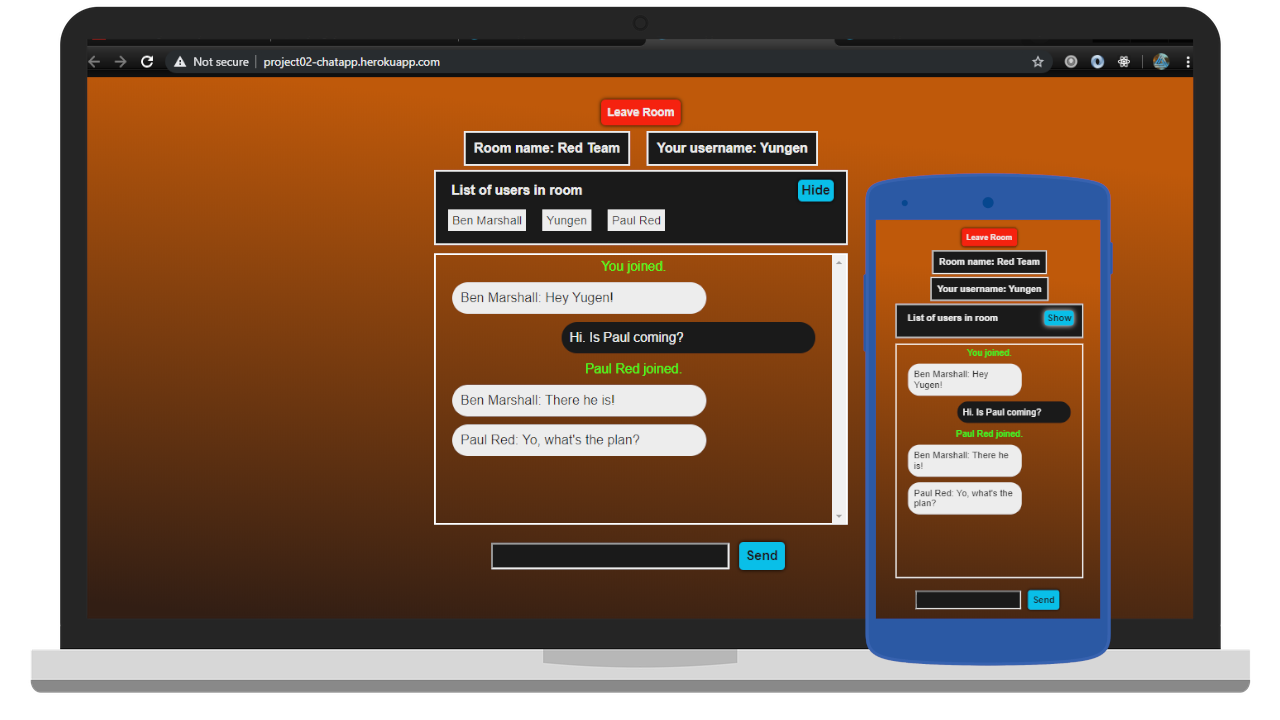 Not secure | project02-chatapp.herokuapp.com
Leave Room
Room name: Red Team Your username: Yungen
List of users in room Hide
Ben Marshall Yungen Paul Red
You joined.
Ben Marshall: Hey Yugen!
Hi. Is Paul coming?
Paul Red joined.
Ben Marshall: There he is!
Paul Red: Yo, what's the plan?
Send
Leave Room
Room name: Red Team
Your username: Yungen
List of users in room Show
You joined.
Ben Marshall: Hey
Yugen!
Hi. Is Paul coming?
Paul Red joined.
Ben Marshall: There he
is!
Paul Red: Yo, what's the
plan?
Send